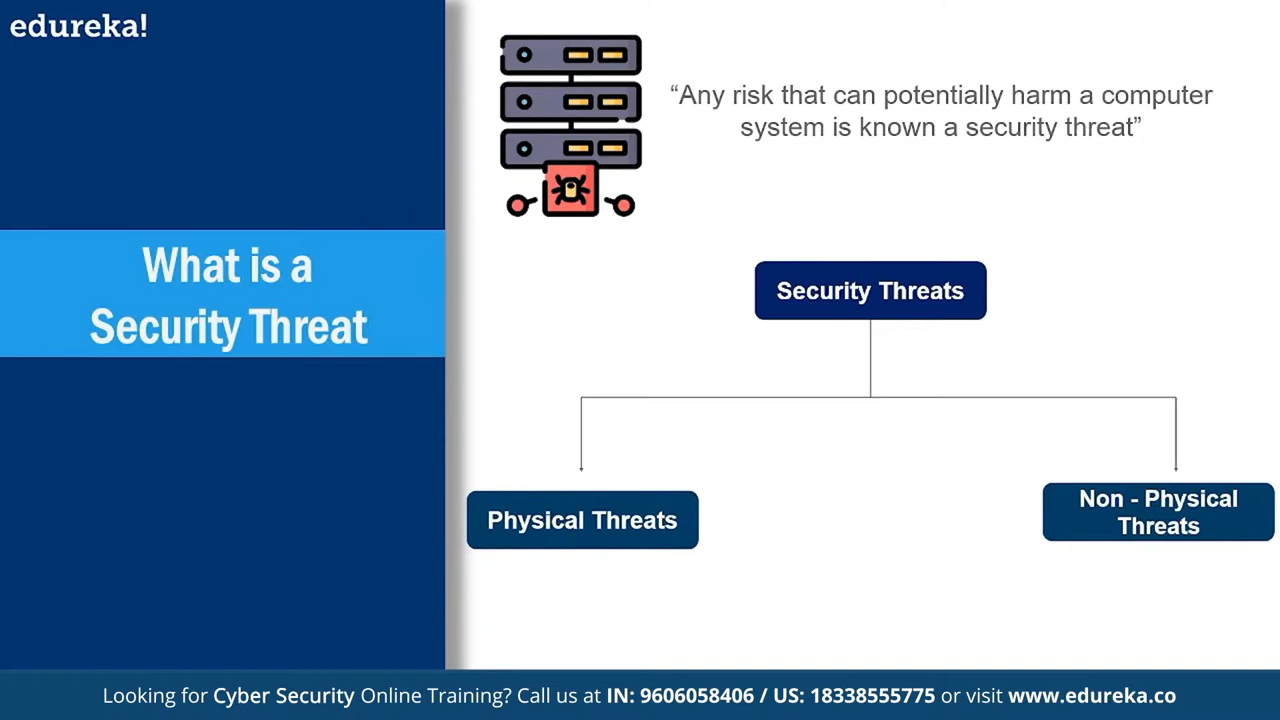 edureka!
“Any risk that can potentially harm a computer
system is known a security threat”
What is a
Security Threat
Security Threats
Physical Threats
Non - Physical
Threats
Looking for Cyber Security Online Training? Call us at IN: 9606058406 / US: 18338555775 or visit www.edureka.co